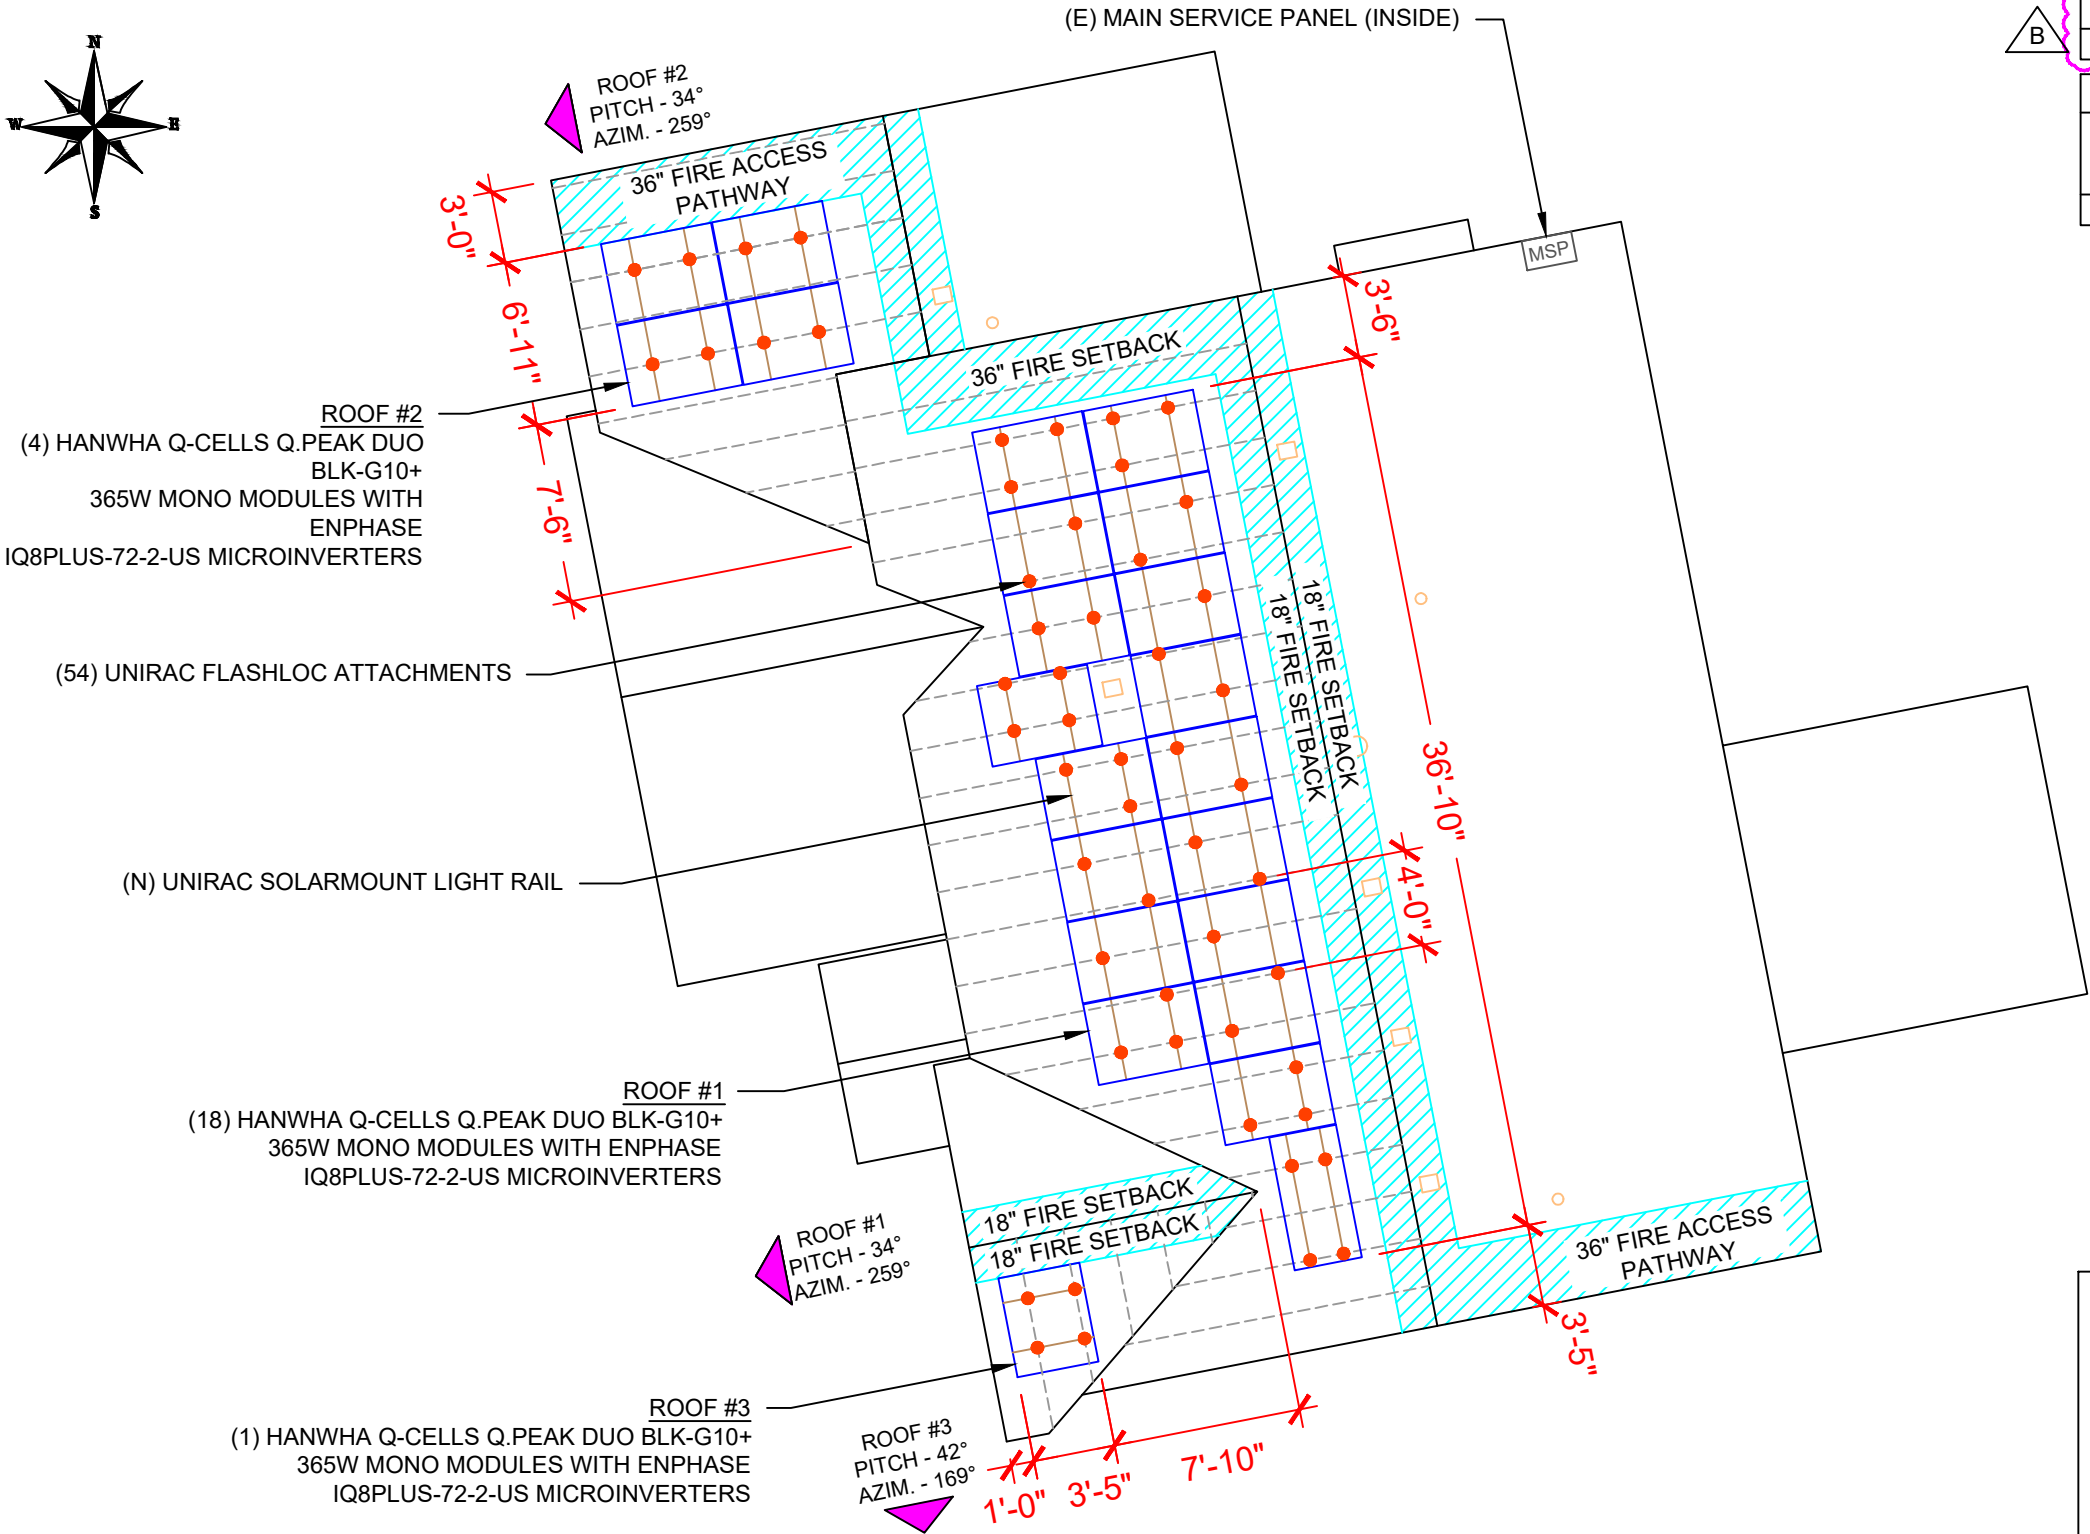 (E) MAIN SERVICE PANEL (INSIDE)
B
N
W
E
S
ROOF #2
PITCH - 34°
AZIM. - 259°
36" FIRE ACCESS
PATHWAY
3'-0"
6'-11"
7'-6"
MSP
3'-6"
36" FIRE SETBACK
ROOF #2
(4) HANWHA Q-CELLS Q.PEAK DUO
BLK-G10+
365W MONO MODULES WITH
ENPHASE
IQ8PLUS-72-2-US MICROINVERTERS
18" FIRE SETBACK
18" FIRE SETBACK
(54) UNIRAC FLASHLOC ATTACHMENTS
36'-10"
4'-0"
(N) UNIRAC SOLARMOUNT LIGHT RAIL
ROOF #1
(18) HANWHA Q-CELLS Q.PEAK DUO BLK-G10+
365W MONO MODULES WITH ENPHASE
IQ8PLUS-72-2-US MICROINVERTERS
18" FIRE SETBACK
18" FIRE SETBACK
ROOF #1
PITCH - 34°
AZIM. - 259°
36" FIRE ACCESS
PATHWAY
3'-5"
ROOF #3
(1) HANWHA Q-CELLS Q.PEAK DUO BLK-G10+
365W MONO MODULES WITH ENPHASE
IQ8PLUS-72-2-US MICROINVERTERS
ROOF #3
PITCH - 42°
AZIM. - 169°
1'-0"
3'-5"
7'-10"